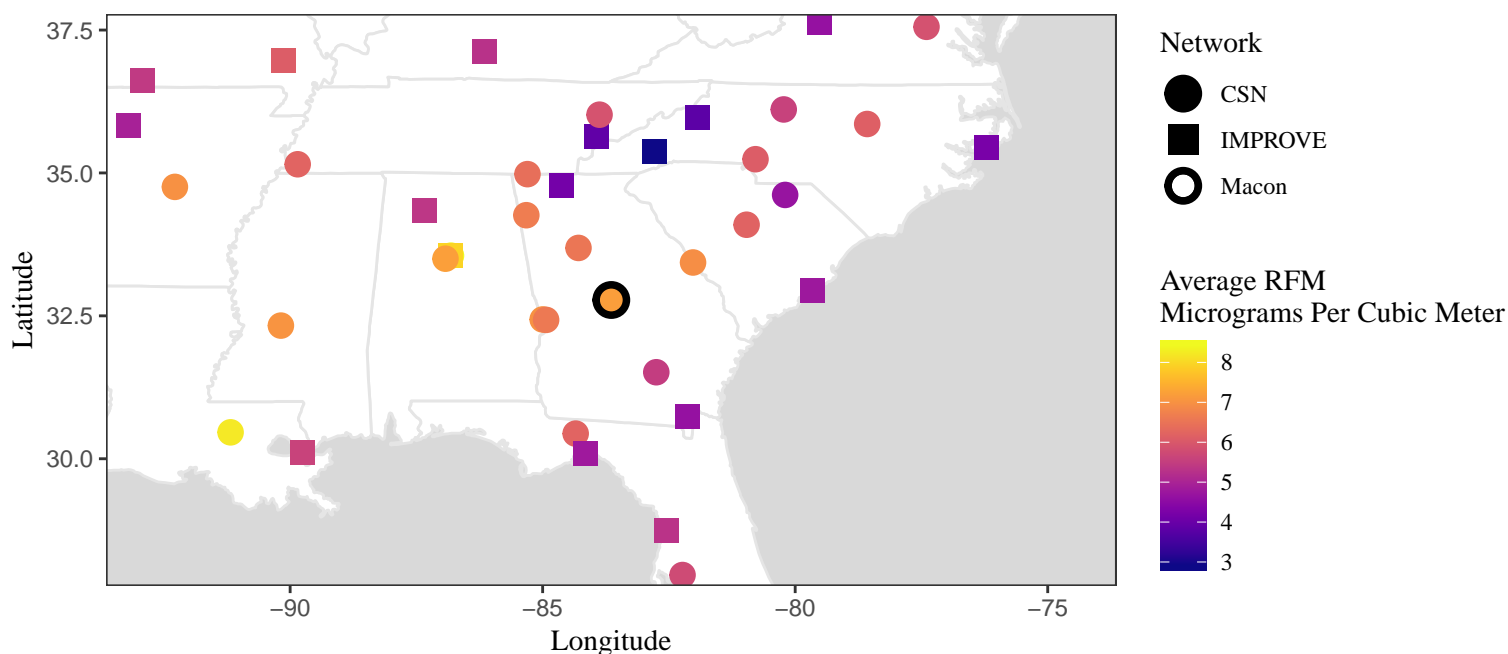 37.5
35.0
32.5
30.0
Latitude
−90
−85
−80
−75
Longitude
Network
CSN
IMPROVE
Macon
Average RFM
Micrograms Per Cubic Meter
8
7
6
5
4
3